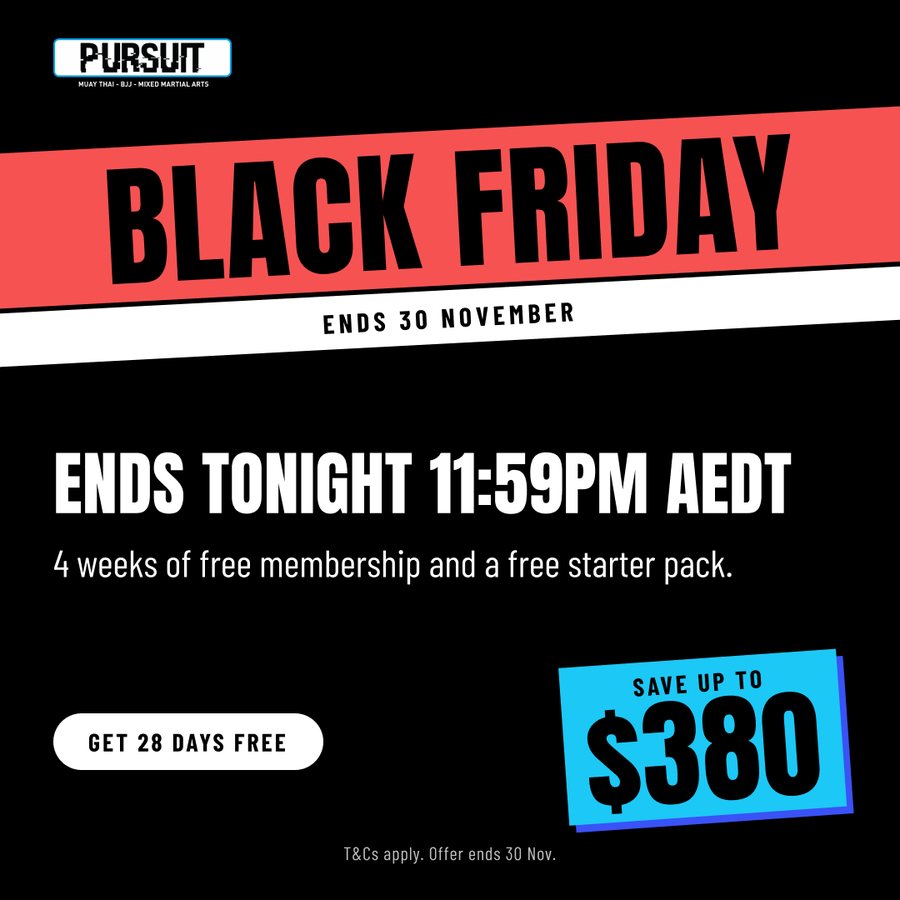 PURSUIT
MUAY THAI - BJJ - MIXED MARTIAL ARTS
BLACK FRIDAY
ENDS 30 NOVEMBER
ENDS TONIGHT 11:59PM AEDT
4 weeks of free membership and a free starter pack.
SAVE UP TO
$380
GET 28 DAYS FREE
T&Cs apply. Offer ends 30 Nov.